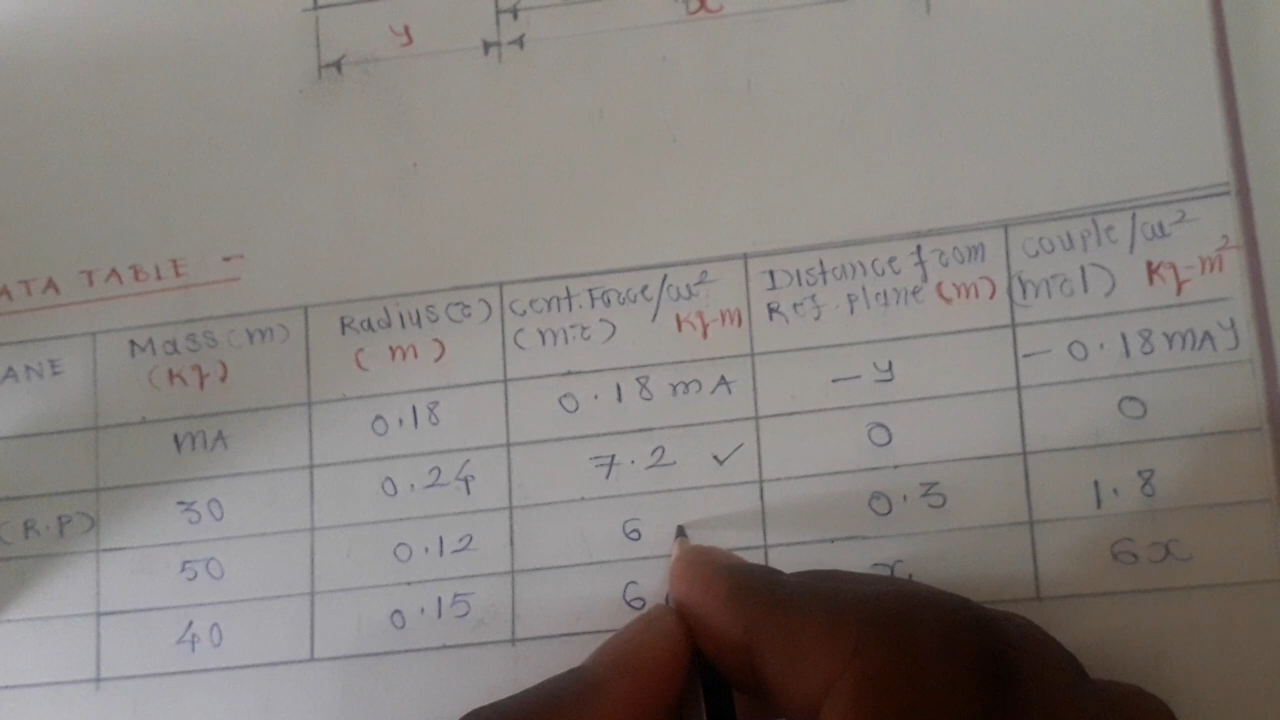 y x
ATA TABLE -
ANE Mass (m) (Kg) Radius (r) (m) Cent. Force/ω² (m.r) Kg-m Distance from Ref. plane (m) couple/ω² (mrl) Kg-m²
mA 0.18 0.18 mA -y - 0.18 mAy
(R.P) 30 0.24 7.2 ✓ 0 0
50 0.12 6 0.3 1.8
40 0.15 6 x 6x